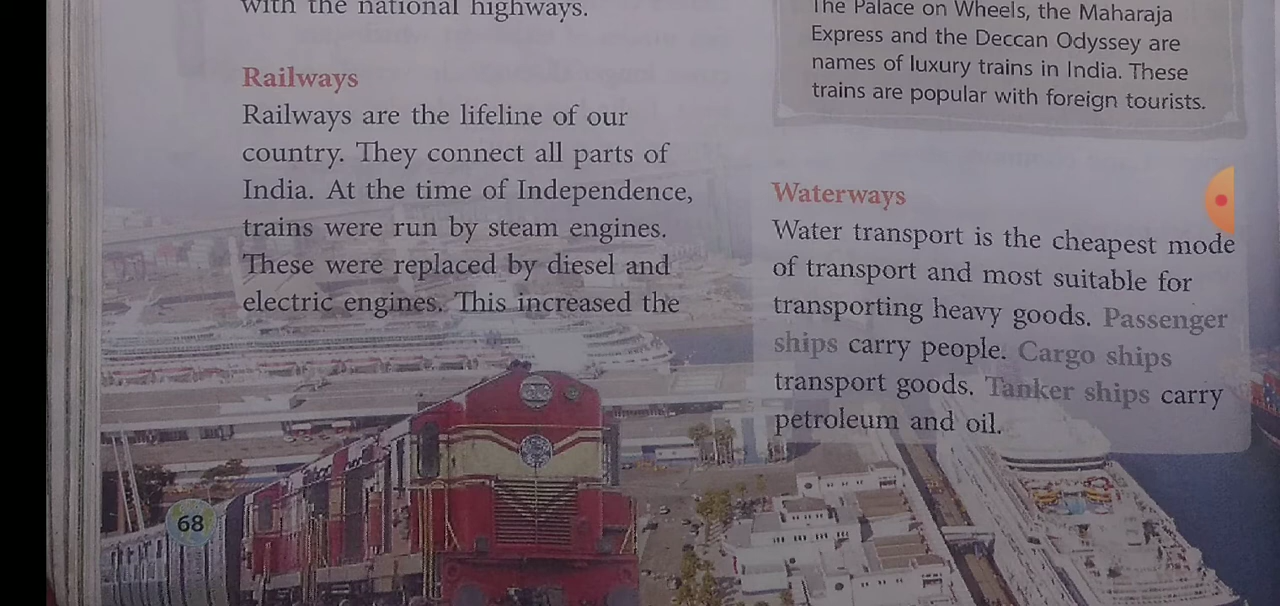 with the national highways.
Railways
Railways are the lifeline of our
country. They connect all parts of
India. At the time of Independence,
trains were run by steam engines.
These were replaced by diesel and
electric engines. This increased the
68
The Palace on Wheels, the Maharaja
Express and the Deccan Odyssey are
names of luxury trains in India. These
trains are popular with foreign tourists.
Waterways
Water transport is the cheapest mode
of transport and most suitable for
transporting heavy goods. Passenger
ships carry people. Cargo ships
transport goods. Tanker ships carry
petroleum and oil.